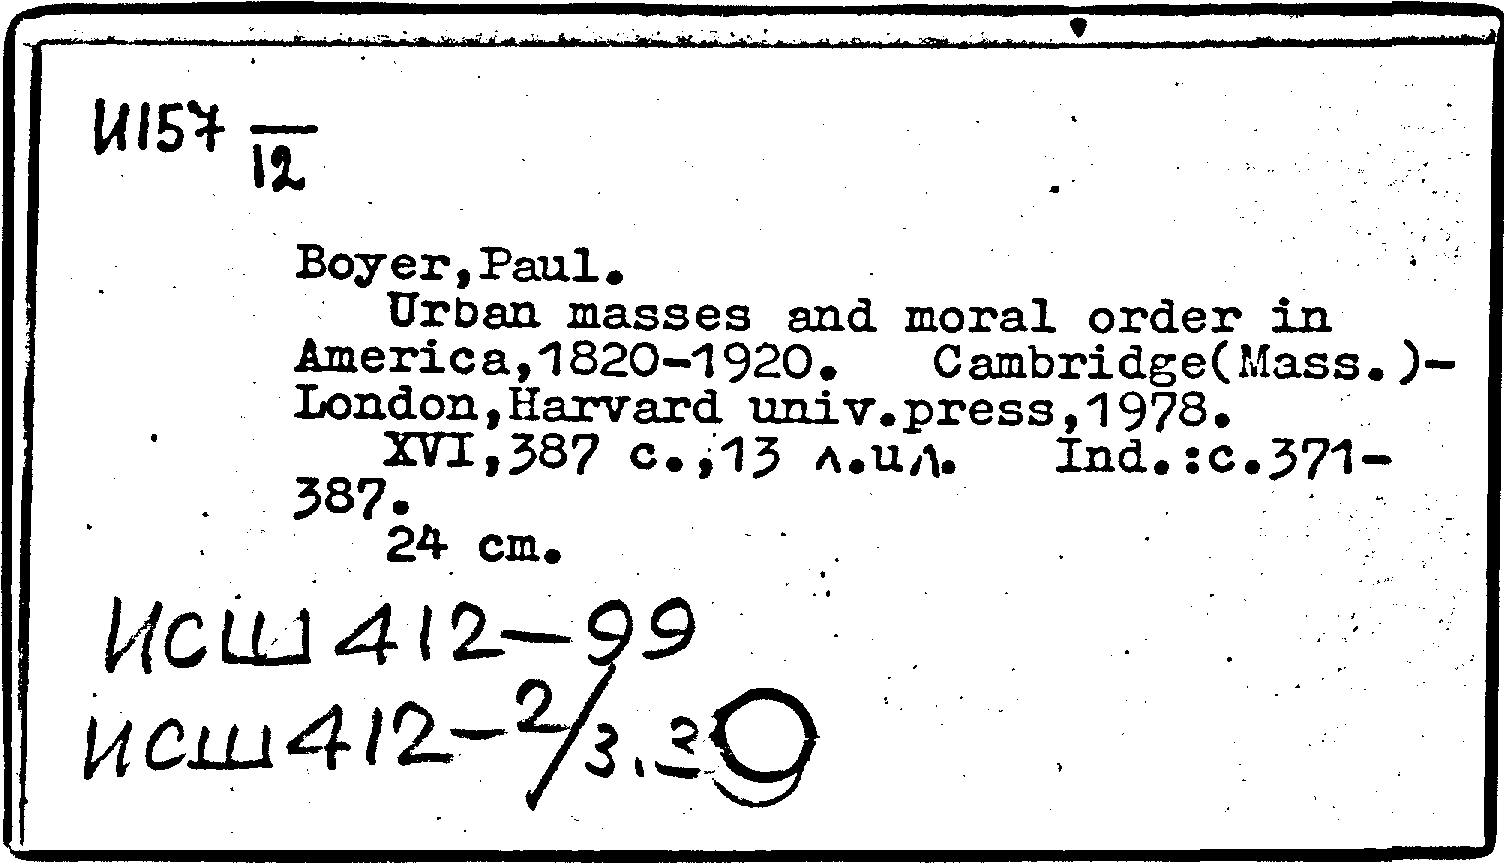 И157 —
12
Boyer,Paul.
Urban masses and moral order in
America,1820-1920. Cambridge(Mass.)-
London,Harvard univ.press,1978.
XVI,387 с.,13 л.ил. Ind.:c.371-
387.
24 cm.
ИСШ 412-99
ИСШ 412-2/3.